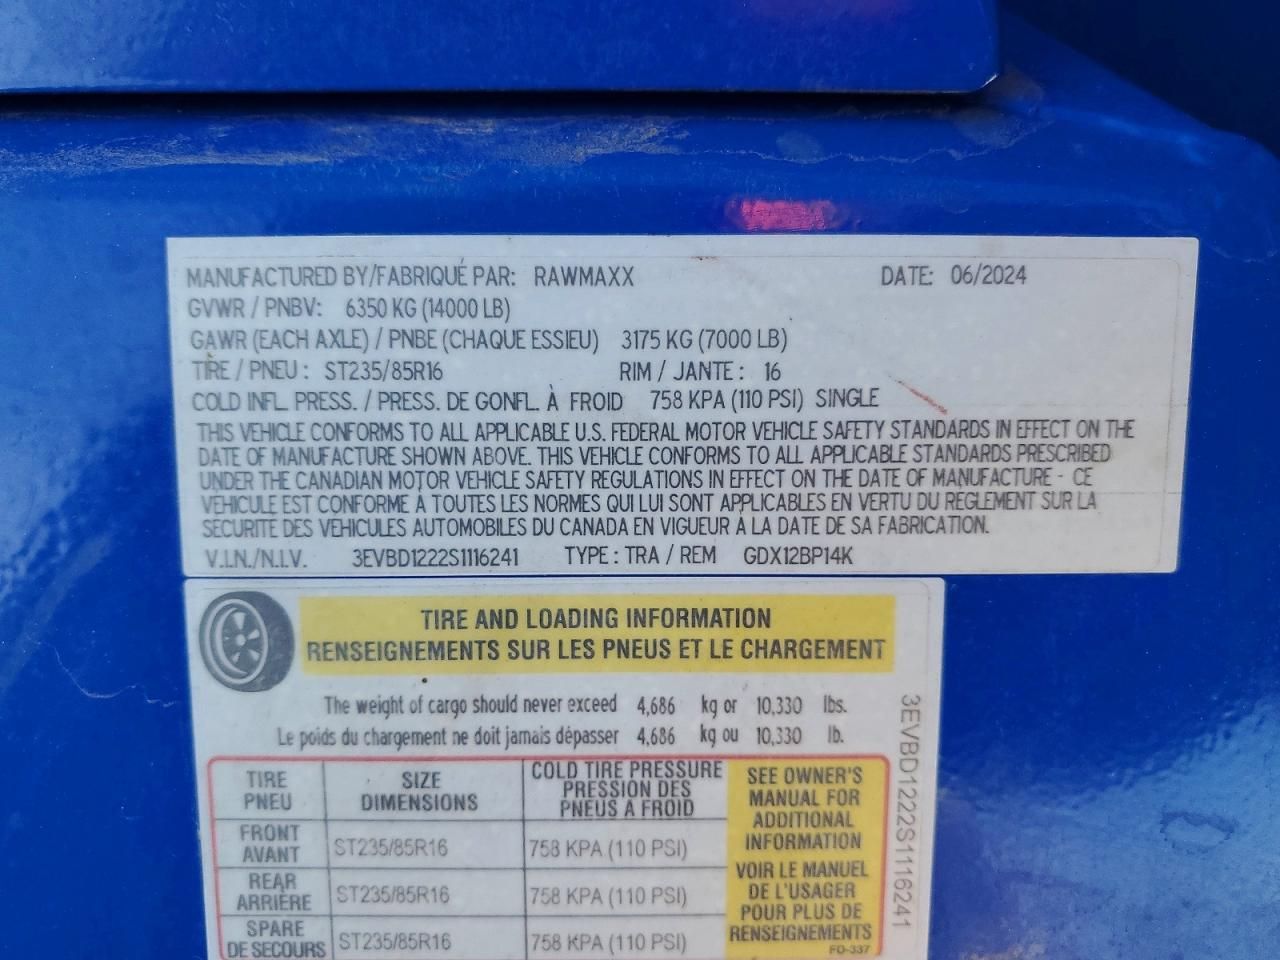 MANUFACTURED BY/FABRIQUÉ PAR: RAWMAXX DATE: 06/2024
GVWR / PNBV: 6350 KG (14000 LB)
GAWR (EACH AXLE) / PNBE (CHAQUE ESSIEU) 3175 KG (7000 LB)
TIRE / PNEU : ST235/85R16 RIM / JANTE : 16
COLD INFL. PRESS. / PRESS. DE GONFL. À FROID 758 KPA (110 PSI) SINGLE
THIS VEHICLE CONFORMS TO ALL APPLICABLE U.S. FEDERAL MOTOR VEHICLE SAFETY STANDARDS IN EFFECT ON THE
DATE OF MANUFACTURE SHOWN ABOVE. THIS VEHICLE CONFORMS TO ALL APPLICABLE STANDARDS PRESCRIBED
UNDER THE CANADIAN MOTOR VEHICLE SAFETY REGULATIONS IN EFFECT ON THE DATE OF MANUFACTURE - CE
VEHICULE EST CONFORME À TOUTES LES NORMES QUI LUI SONT APPLICABLES EN VERTU DU REGLEMENT SUR LA
SECURITE DES VEHICULES AUTOMOBILES DU CANADA EN VIGUEUR À LA DATE DE SA FABRICATION.
V.I.N./N.I.V. 3EVBD1222S1116241 TYPE : TRA / REM GDX12BP14K
TIRE AND LOADING INFORMATION
RENSEIGNEMENTS SUR LES PNEUS ET LE CHARGEMENT
The weight of cargo should never exceed 4,686 kg or 10,330 lbs.
Le poids du chargement ne doit jamais dépasser 4,686 kg ou 10,330 lb.
TIRE
PNEU
SIZE
DIMENSIONS
COLD TIRE PRESSURE
PRESSION DES
PNEUS A FROID
FRONT
AVANT
ST235/85R16
758 KPA (110 PSI)
REAR
ARRIÈRE
ST235/85R16
758 KPA (110 PSI)
SPARE
DE SECOURS
ST235/85R16
758 KPA (110 PSI)
SEE OWNER'S
MANUAL FOR
ADDITIONAL
INFORMATION
VOIR LE MANUEL
DE L'USAGER
POUR PLUS DE
RENSEIGNEMENTS
FO-337
3EVBD1222S1116241